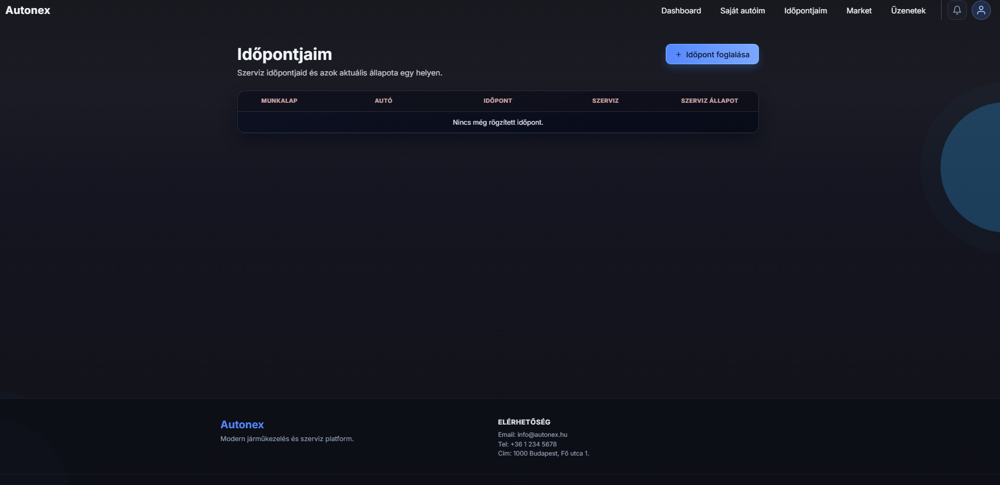 Autonex
Dashboard
Saját autóim
Időpontjaim
Market
Üzenetek
Időpontjaim
+ Időpont foglalása
Szerviz időpontjaid és azok aktuális állapota egy helyen.
MUNKALAP
AUTÓ
IDŐPONT
SZERVIZ
SZERVIZ ÁLLAPOT
Nincs még rögzített időpont.
Autonex
Modern járműkezelés és szerviz platform.
ELÉRHETŐSÉG
Email: info@autonex.hu
Tel: +36 1 234 5678
Cím: 1000 Budapest, Fő utca 1.